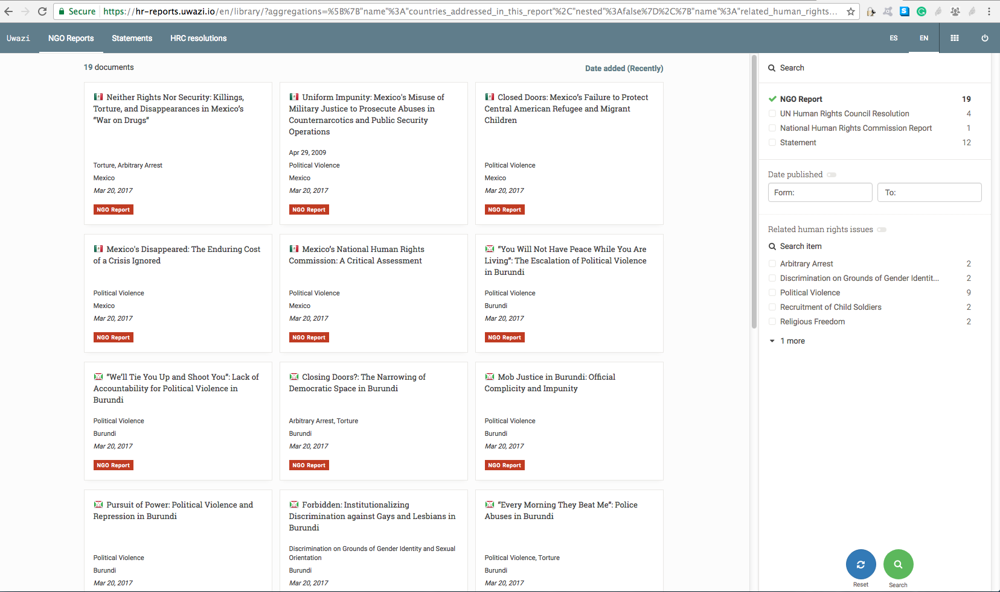 Secure https://hr-reports.uwazi.io/en/library/?aggregations=%5B%7B"name"%3A"countries_addressed_in_this_report"%2C"nested"%3Afalse%7D%2C%7B"name"%3A"related_human_rights...
Uwazi NGO Reports Statements HRC resolutions ES EN
19 documents Date added (Recently)
Neither Rights Nor Security: Killings,
Torture, and Disappearances in Mexico’s
“War on Drugs”
Torture, Arbitrary Arrest
Mexico
Mar 20, 2017
NGO Report
Uniform Impunity: Mexico's Misuse of
Military Justice to Prosecute Abuses in
Counternarcotics and Public Security
Operations
Apr 29, 2009
Political Violence
Mexico
Mar 20, 2017
NGO Report
Closed Doors: Mexico’s Failure to Protect
Central American Refugee and Migrant
Children
Political Violence
Mexico
Mar 20, 2017
NGO Report
Mexico's Disappeared: The Enduring Cost
of a Crisis Ignored
Political Violence
Mexico
Mar 20, 2017
NGO Report
Mexico’s National Human Rights
Commission: A Critical Assessment
Political Violence
Mexico
Mar 20, 2017
NGO Report
“You Will Not Have Peace While You Are
Living”: The Escalation of Political Violence
in Burundi
Political Violence
Burundi
Mar 20, 2017
NGO Report
“We’ll Tie You Up and Shoot You”: Lack of
Accountability for Political Violence in
Burundi
Political Violence
Burundi
Mar 20, 2017
NGO Report
Closing Doors?: The Narrowing of
Democratic Space in Burundi
Arbitrary Arrest, Torture
Burundi
Mar 20, 2017
NGO Report
Mob Justice in Burundi: Official
Complicity and Impunity
Political Violence
Burundi
Mar 20, 2017
NGO Report
Pursuit of Power: Political Violence and
Repression in Burundi
Political Violence
Burundi
Mar 20, 2017
Forbidden: Institutionalizing
Discrimination against Gays and Lesbians in
Burundi
Discrimination on Grounds of Gender Identity and Sexual
Orientation
Burundi
Mar 20, 2017
“Every Morning They Beat Me”: Police
Abuses in Burundi
Political Violence, Torture
Burundi
Mar 20, 2017
Search
NGO Report 19
UN Human Rights Council Resolution 4
National Human Rights Commission Report 1
Statement 12
Date published
Form: To:
Related human rights issues
Search item
Arbitrary Arrest 2
Discrimination on Grounds of Gender Identit... 2
Political Violence 9
Recruitment of Child Soldiers 2
Religious Freedom 2
1 more
Reset Search